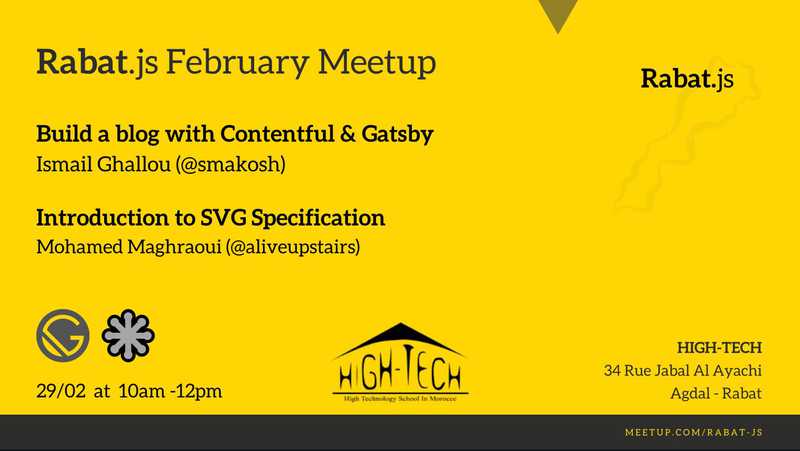 Rabat.js February Meetup
Rabat.js
Build a blog with Contentful & Gatsby
Ismail Ghallou (@smakosh)
Introduction to SVG Specification
Mohamed Maghraoui (@aliveupstairs)
29/02 at 10am -12pm
HIGH-TECH
High Technology School In Morocco
HIGH-TECH
34 Rue Jabal Al Ayachi
Agdal - Rabat
MEETUP.COM/RABAT-JS